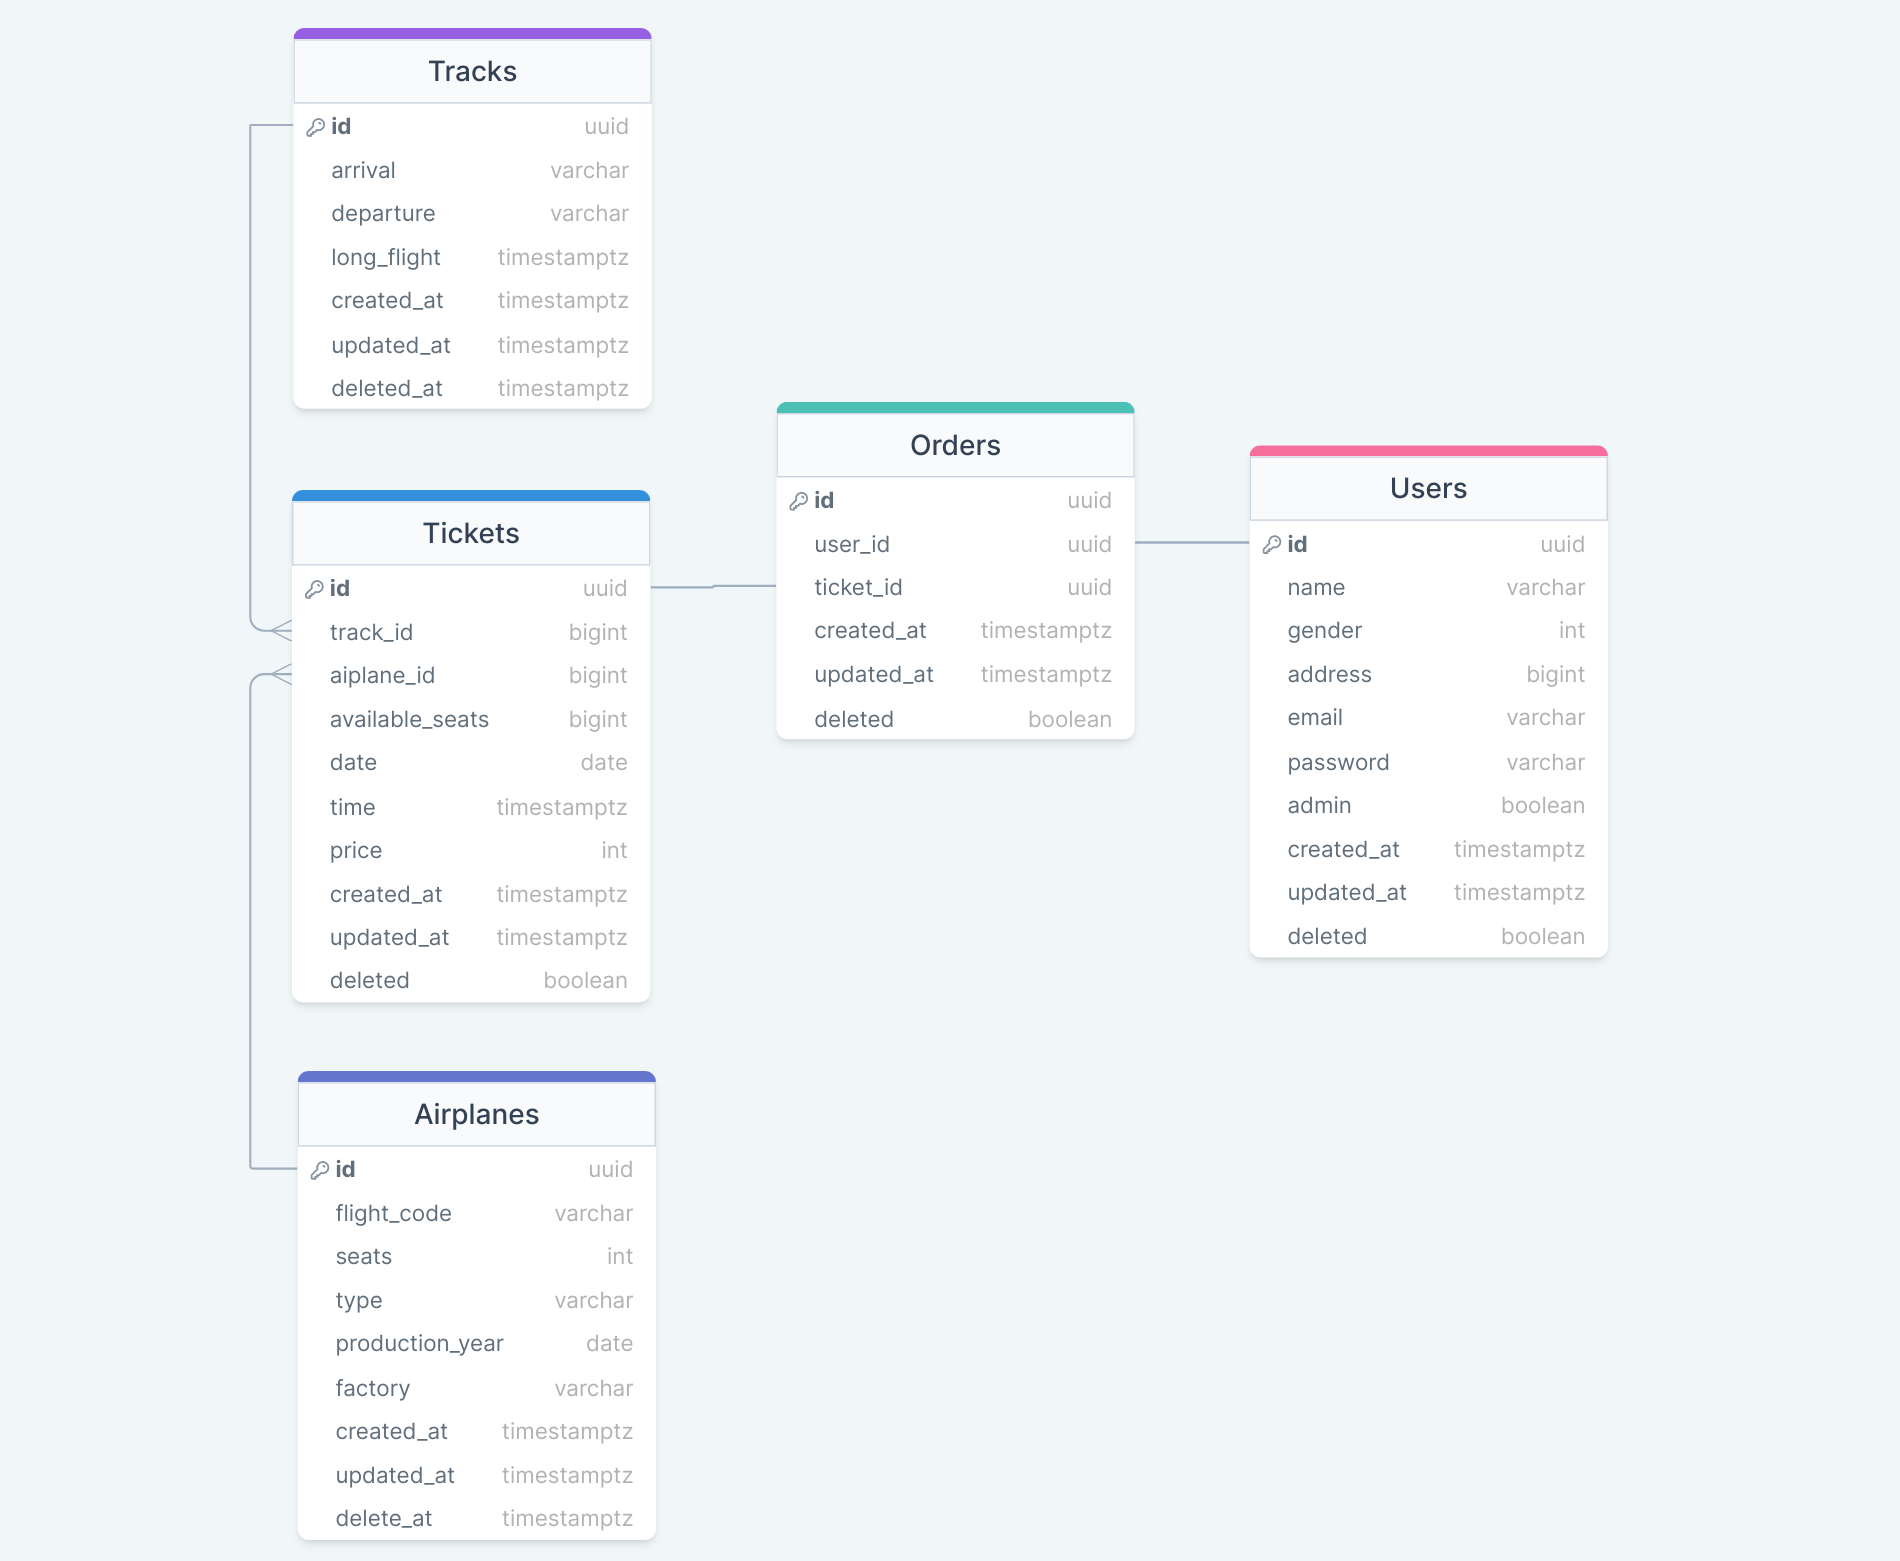 Tracks
id uuid
arrival varchar
departure varchar
long_flight timestamptz
created_at timestamptz
updated_at timestamptz
deleted_at timestamptz
Tickets
id uuid
track_id bigint
aiplane_id bigint
available_seats bigint
date date
time timestamptz
price int
created_at timestamptz
updated_at timestamptz
deleted boolean
Airplanes
id uuid
flight_code varchar
seats int
type varchar
production_year date
factory varchar
created_at timestamptz
updated_at timestamptz
delete_at timestamptz
Orders
id uuid
user_id uuid
ticket_id uuid
created_at timestamptz
updated_at timestamptz
deleted boolean
Users
id uuid
name varchar
gender int
address bigint
email varchar
password varchar
admin boolean
created_at timestamptz
updated_at timestamptz
deleted boolean